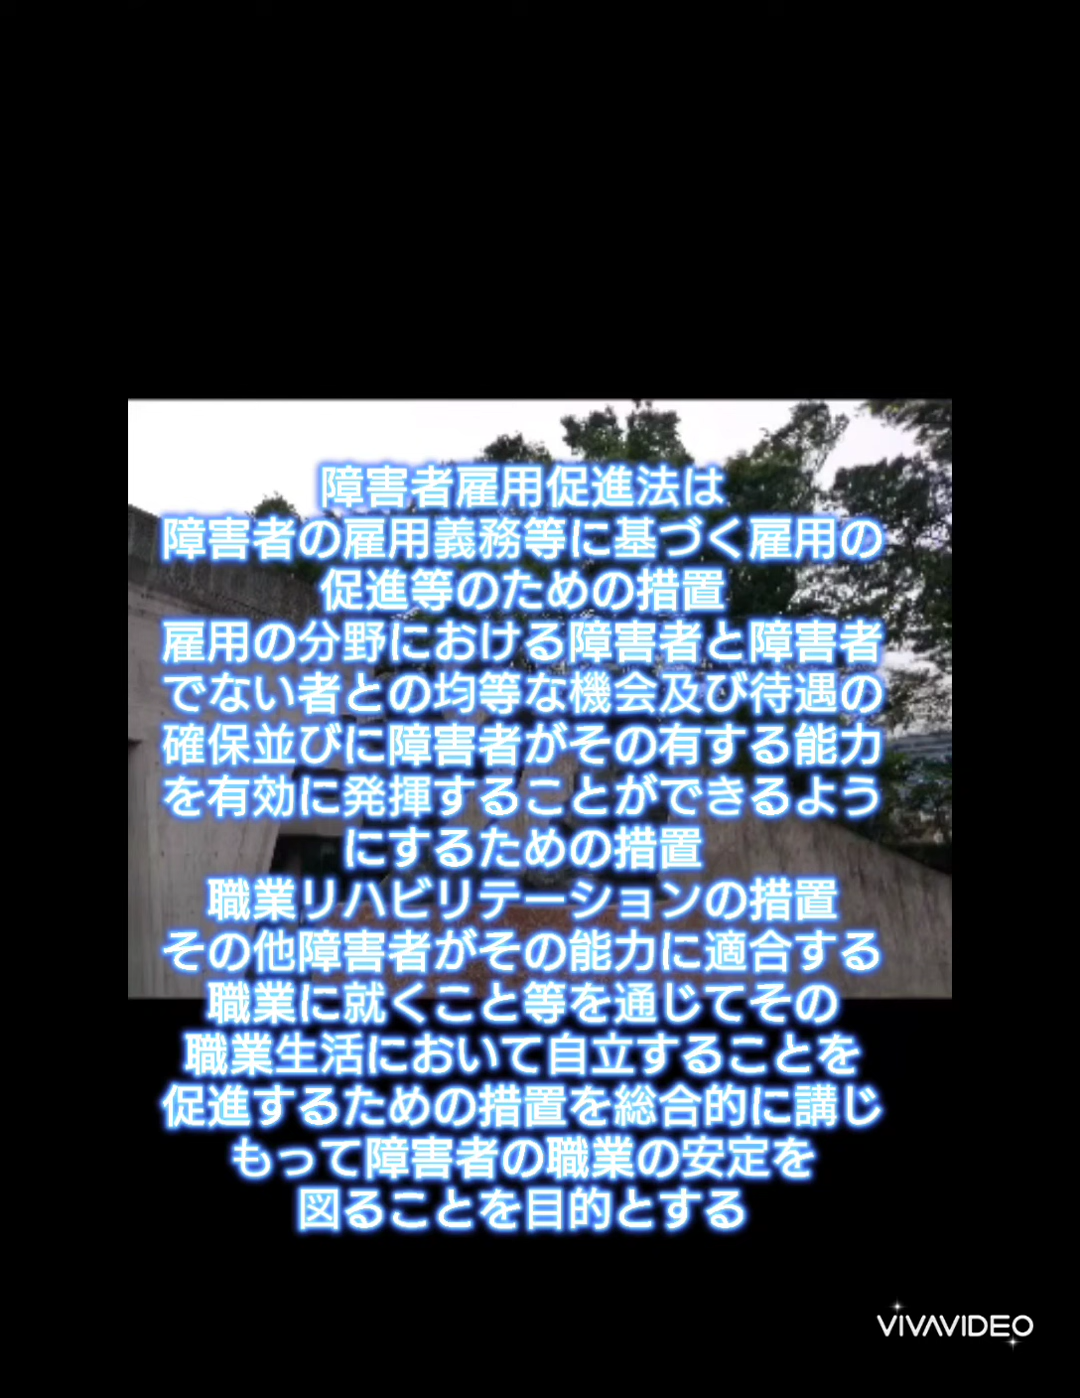 障害者雇用促進法は
障害者の雇用義務等に基づく雇用の
促進等のための措置
雇用の分野における障害者と障害者
でない者との均等な機会及び待遇の
確保並びに障害者がその有する能力
を有効に発揮することができるよう
にするための措置
職業リハビリテーションの措置
その他障害者がその能力に適合する
職業に就くこと等を通じてその
職業生活において自立することを
促進するための措置を総合的に講じ
もって障害者の職業の安定を
図ることを目的とする
VIVAVIDEO